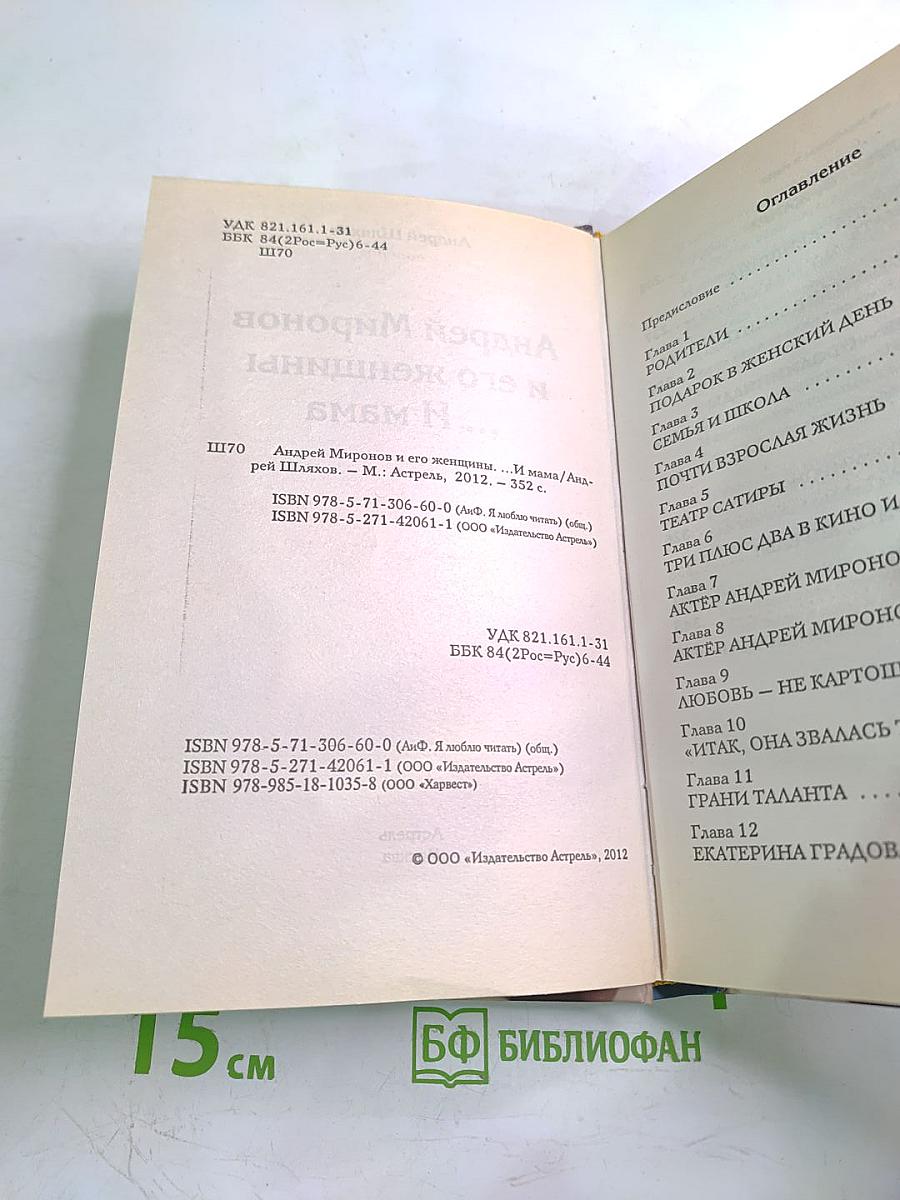 УДК 821.161.1-31
ББК 84(2Рос=Рус)6-44
Ш70
Ш70 Андрей Миронов и его женщины. ...И мама/Анд-
рей Шляхов. – М.: Астрель, 2012. – 352 с.
ISBN 978-5-71-306-60-0 (АиФ. Я люблю читать) (общ.)
ISBN 978-5-271-42061-1 (ООО «Издательство Астрель»)
УДК 821.161.1-31
ББК 84(2Рос=Рус)6-44
ISBN 978-5-71-306-60-0 (АиФ. Я люблю читать) (общ.)
ISBN 978-5-271-42061-1 (ООО «Издательство Астрель»)
ISBN 978-985-18-1035-8 (ООО «Харвест»)
© ООО «Издательство Астрель», 2012
Оглавление
Предисловие
Глава 1
РОДИТЕЛИ
Глава 2
ПОДАРОК В ЖЕНСКИЙ ДЕНЬ
Глава 3
СЕМЬЯ И ШКОЛА
Глава 4
ПОЧТИ ВЗРОСЛАЯ ЖИЗНЬ
Глава 5
ТЕАТР САТИРЫ
Глава 6
ТРИ ПЛЮС ДВА В КИНО И
Глава 7
АКТЁР АНДРЕЙ МИРОНО
Глава 8
АКТЁР АНДРЕЙ МИРОНО
Глава 9
ЛЮБОВЬ – НЕ КАРТОШ
Глава 10
«ИТАК, ОНА ЗВАЛАСЬ Т
Глава 11
ГРАНИ ТАЛАНТА
Глава 12
ЕКАТЕРИНА ГРАДОВА
15 см
БФ БИБЛИОФАН